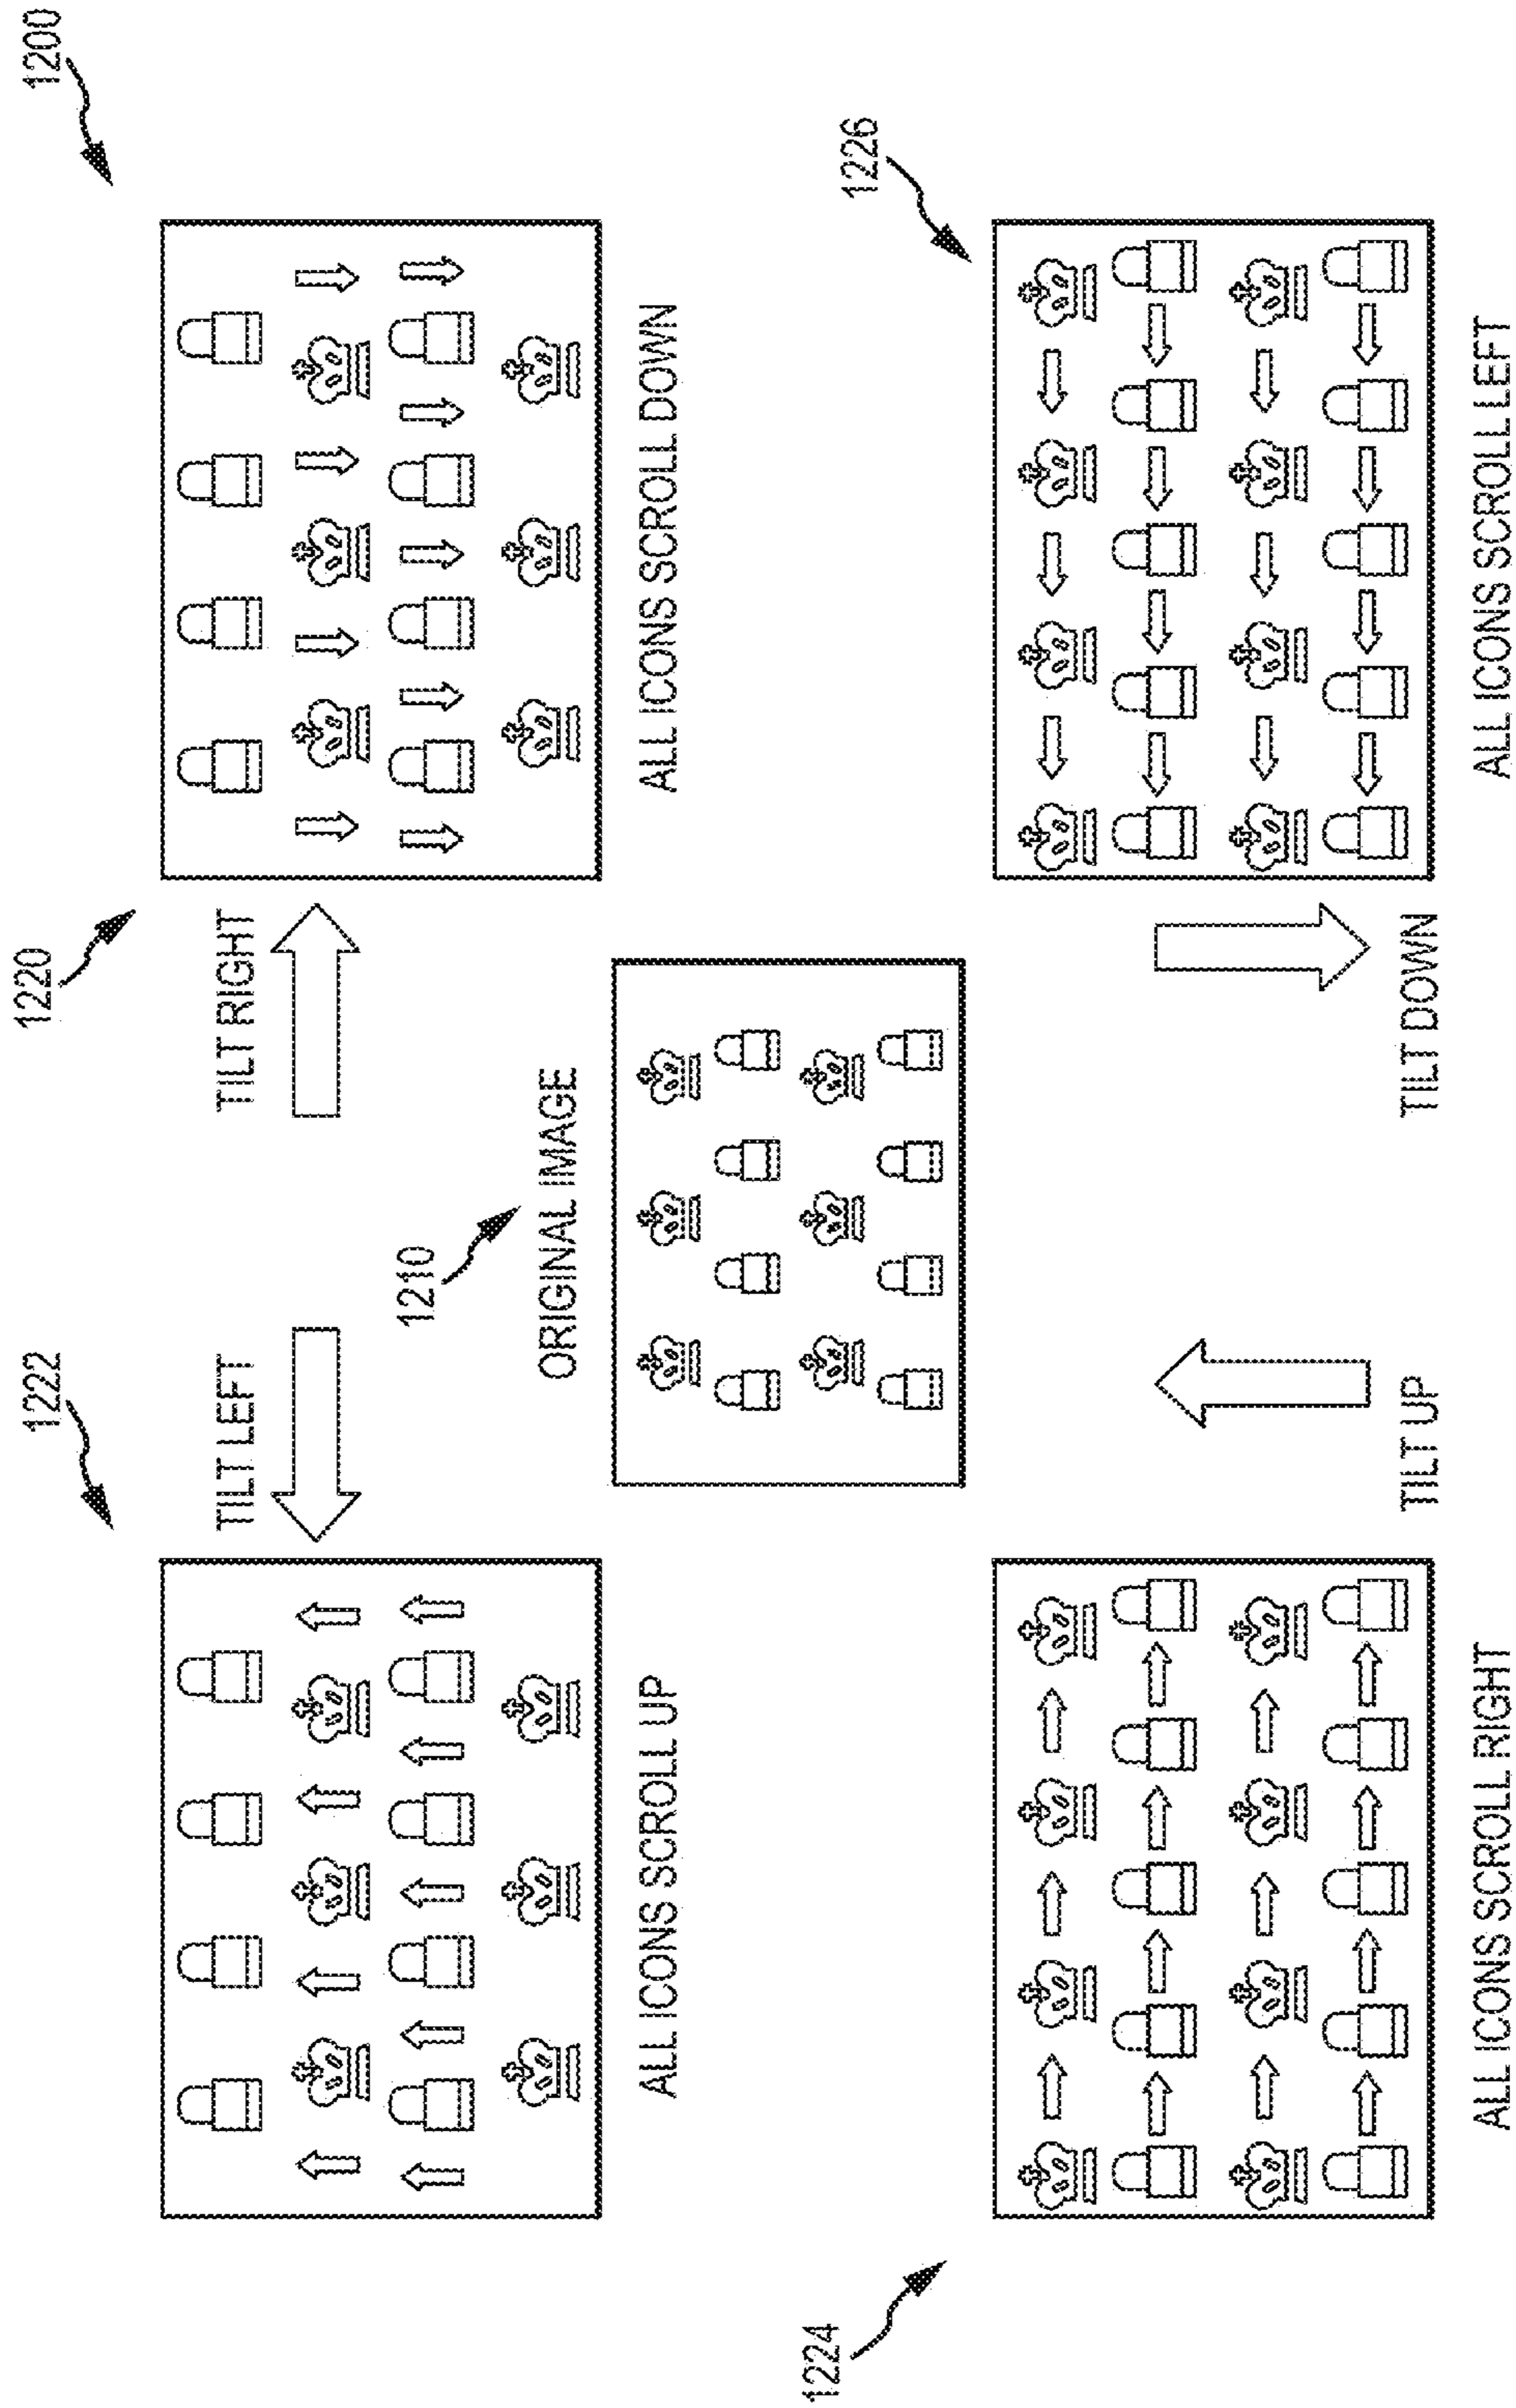 1200
1222
1220
TILT LEFT
TILT RIGHT
1210
ORIGINAL IMAGE
ALL ICONS SCROLL UP
ALL ICONS SCROLL DOWN
1224
1226
TILT UP
TILT DOWN
ALL ICONS SCROLL RIGHT
ALL ICONS SCROLL LEFT